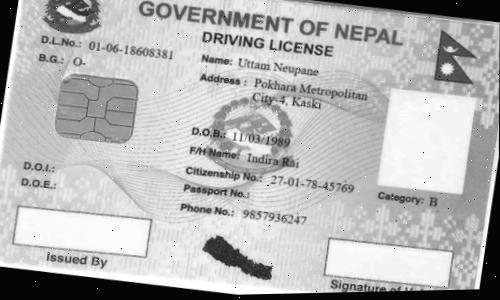 GOVERNMENT OF NEPAL
DRIVING LICENSE
D.L.No.: 01-06-18608381
B.G.: O-
Name: Uttam Neupane
Address : Pokhara Metropolitan
City-4, Kaski
D.O.B.: 11/03/1989
F/H Name: Indira Rai
Citizenship No.: 27-01-78-45769
Passport No.:
Phone No.: 9857936247
D.O.I.:
D.O.E.:
Category: B
issued By
Signature of